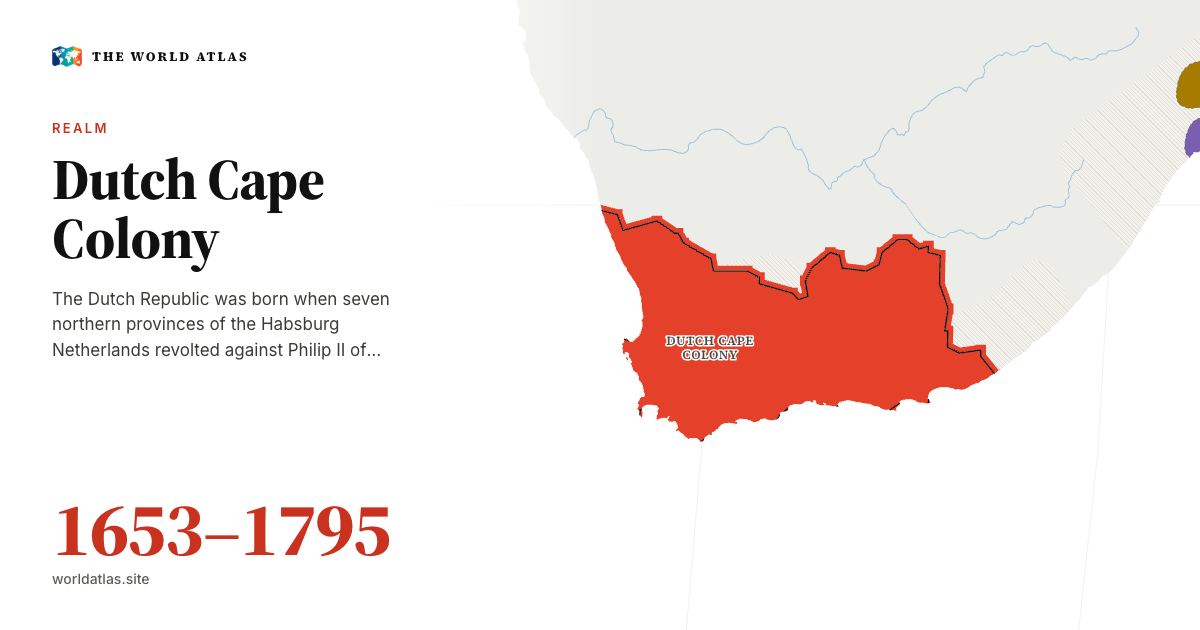 THE WORLD ATLAS
REALM
Dutch Cape
Colony
The Dutch Republic was born when seven
northern provinces of the Habsburg
Netherlands revolted against Philip II of...
1653–1795
worldatlas.site
DUTCH CAPE
COLONY